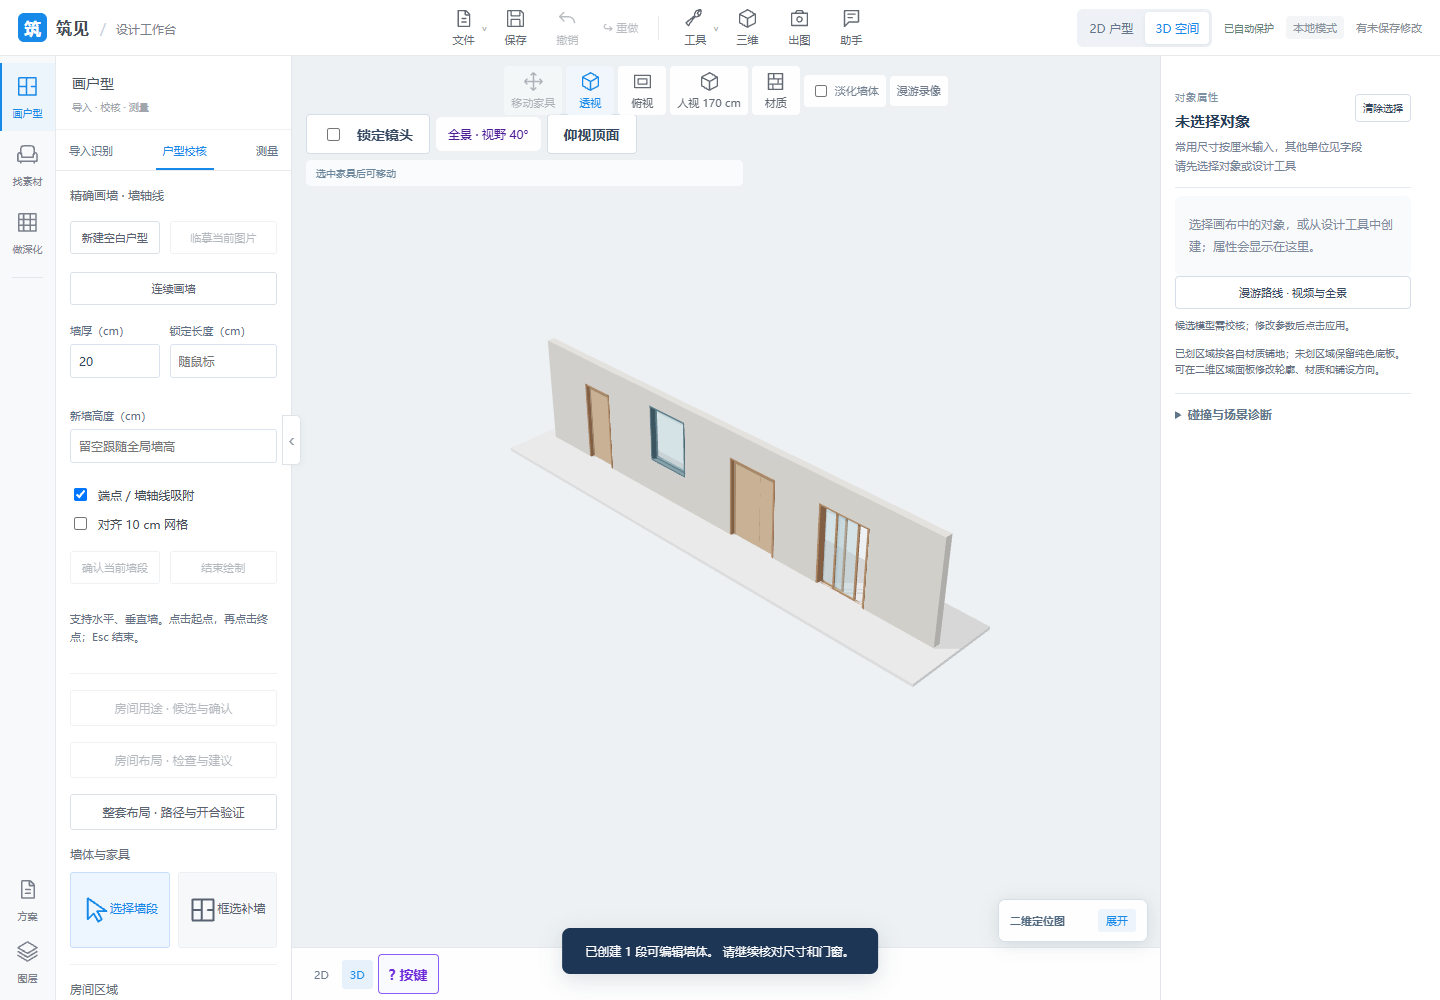 筑 筑见 / 设计工作台
文件 保存 撤销 重做 工具 三维 出图 助手
2D 户型 3D 空间 已自动保护 本地模式 有未保存修改
画户型
找素材
做深化
方案
图层
画户型
导入 · 校核 · 测量
导入识别 户型校核 测量
精确画墙 · 墙轴线
新建空白户型 临摹当前图片
连续画墙
墙厚（cm） 锁定长度（cm）
20 随鼠标
新墙高度（cm）
留空跟随全局墙高
端点 / 墙轴线吸附
对齐 10 cm 网格
确认当前墙段 结束绘制
支持水平、垂直墙。点击起点，再点击终
点；Esc 结束。
房间用途 · 候选与确认
房间布局 · 检查与建议
整套布局 · 路径与开合验证
墙体与家具
选择墙段 框选补墙
房间区域
移动家具 透视 俯视 人视 170 cm 材质 淡化墙体 漫游录像
锁定镜头 全景 · 视野 40° 仰视顶面
选中家具后可移动
二维定位图 展开
已创建 1 段可编辑墙体。 请继续核对尺寸和门窗。
2D 3D ? 按键
对象属性
未选择对象
清除选择
常用尺寸按厘米输入，其他单位见字段
请先选择对象或设计工具
选择画布中的对象，或从设计工具中创
建；属性会显示在这里。
漫游路线 · 视频与全景
候选模型需校核；修改参数后点击应用。
已划区域按各自材质铺地；未划区域保留纯色底板。
可在二维区域面板修改轮廓、材质和铺设方向。
碰撞与场景诊断